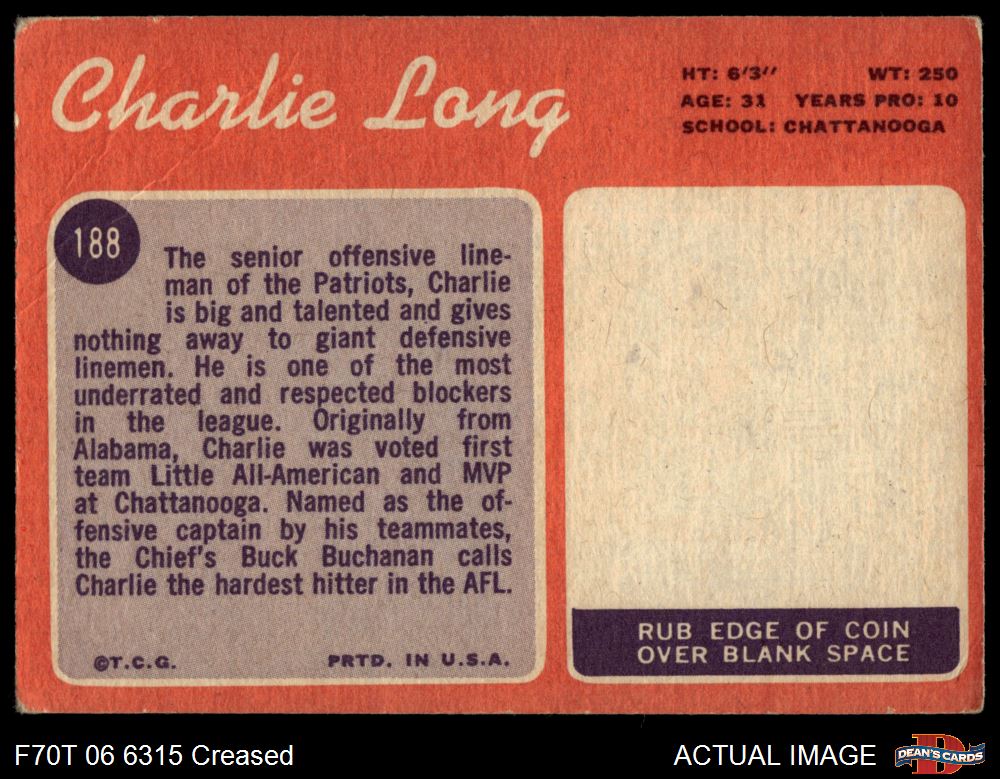 Charlie Long
HT: 6'3" WT: 250
AGE: 31 YEARS PRO: 10
SCHOOL: CHATTANOOGA
188
The senior offensive line-
man of the Patriots, Charlie
is big and talented and gives
nothing away to giant defensive
linemen. He is one of the most
underrated and respected blockers
in the league. Originally from
Alabama, Charlie was voted first
team Little All-American and MVP
at Chattanooga. Named as the of-
fensive captain by his teammates,
the Chief's Buck Buchanan calls
Charlie the hardest hitter in the AFL.
©T.C.G. PRTD. IN U.S.A.
RUB EDGE OF COIN
OVER BLANK SPACE
F70T 06 6315 Creased
ACTUAL IMAGE
D
DEAN'S CARDS